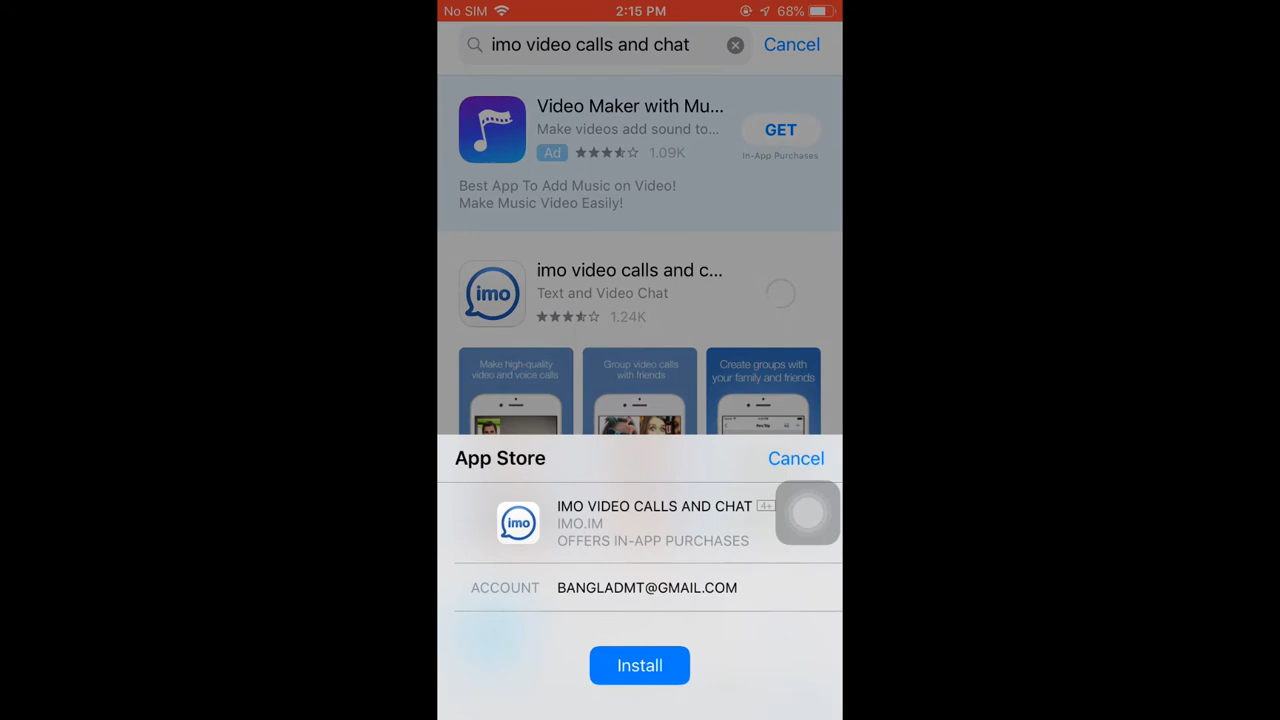 No SIM 2:15 PM 68%
imo video calls and chat Cancel
Video Maker with Mu...
Make videos add sound to...
GET
Ad 1.09K
In-App Purchases
Best App To Add Music on Video!
Make Music Video Easily!
imo
imo video calls and c...
Text and Video Chat
1.24K
Make high-quality
video and voice calls
Group video calls
with friends
Create groups with
your family and friends
App Store Cancel
imo
IMO VIDEO CALLS AND CHAT 4+
IMO.IM
OFFERS IN-APP PURCHASES
ACCOUNT BANGLADMT@GMAIL.COM
Install